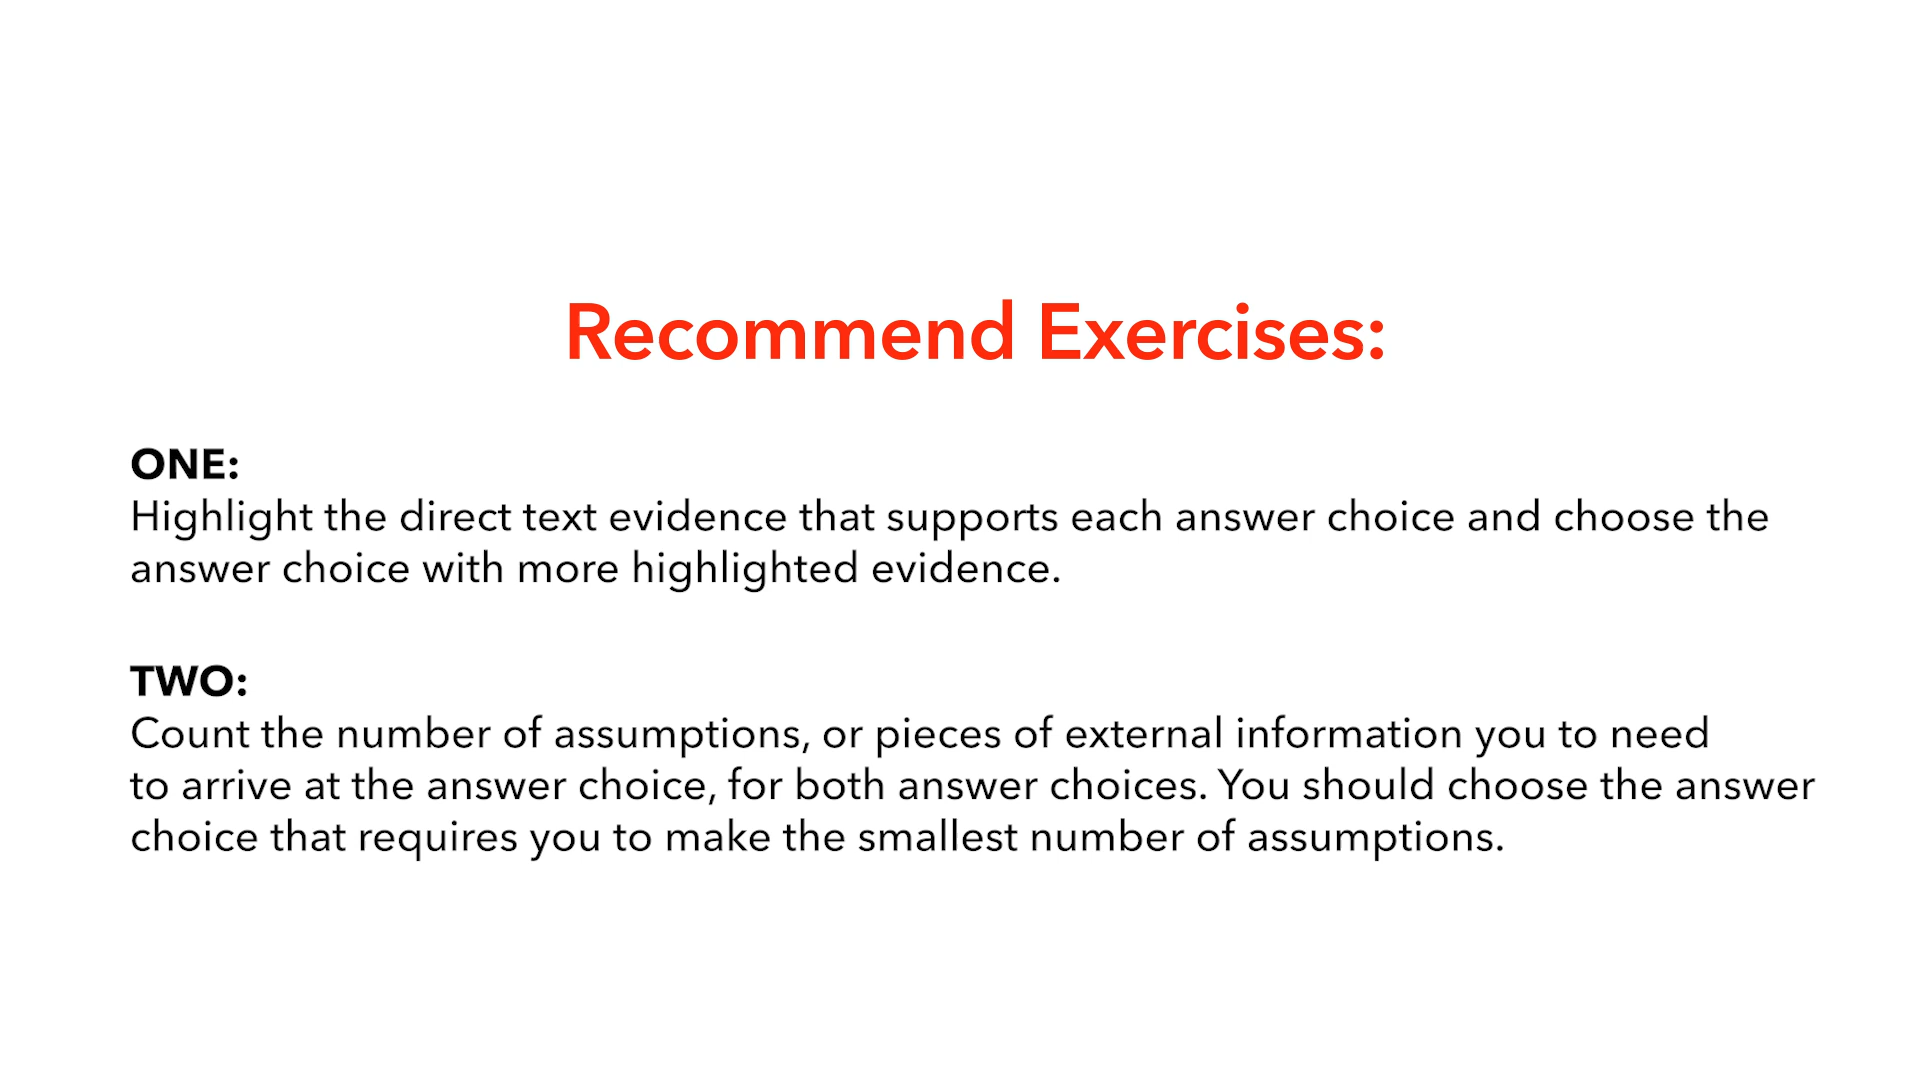 Recommend Exercises:
ONE:
Highlight the direct text evidence that supports each answer choice and choose the
answer choice with more highlighted evidence.
TWO:
Count the number of assumptions, or pieces of external information you to need
to arrive at the answer choice, for both answer choices. You should choose the answer
choice that requires you to make the smallest number of assumptions.